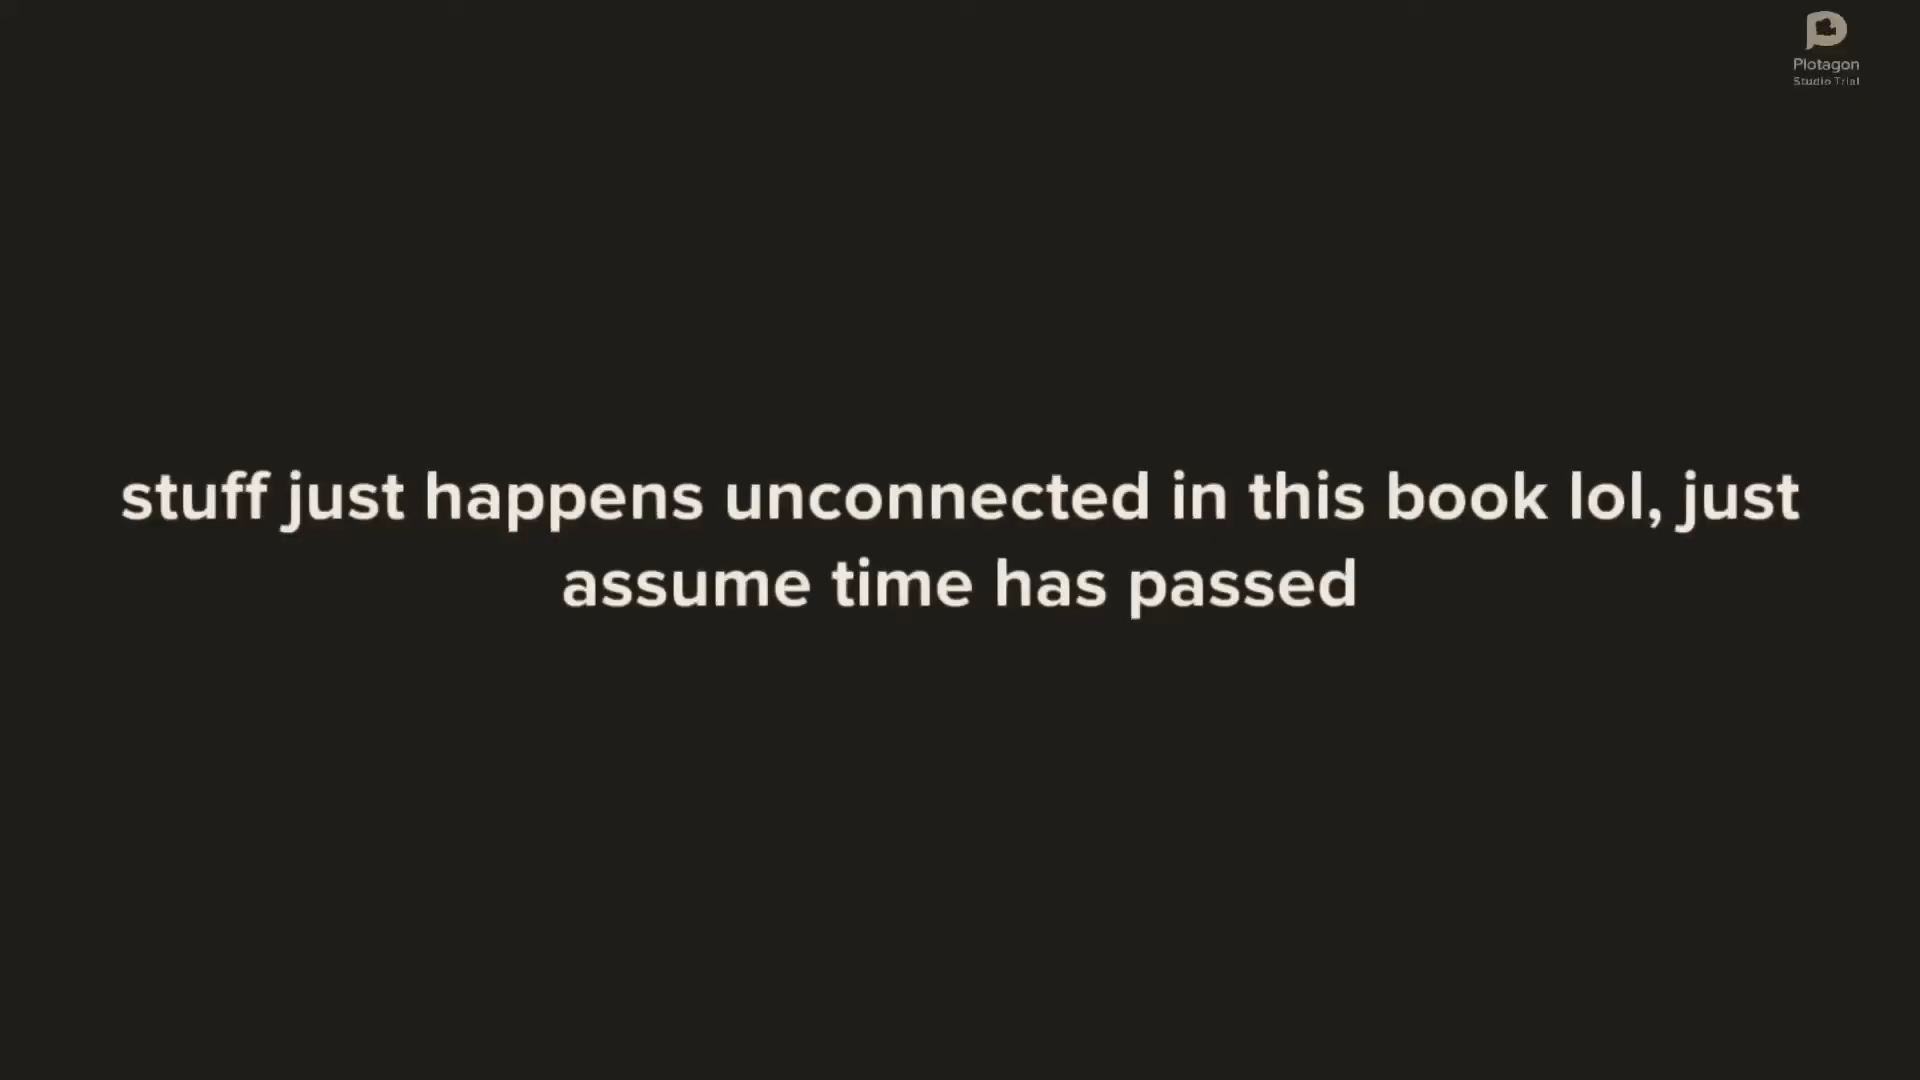 Plotagon
Studio Trial
stuff just happens unconnected in this book lol, just
assume time has passed